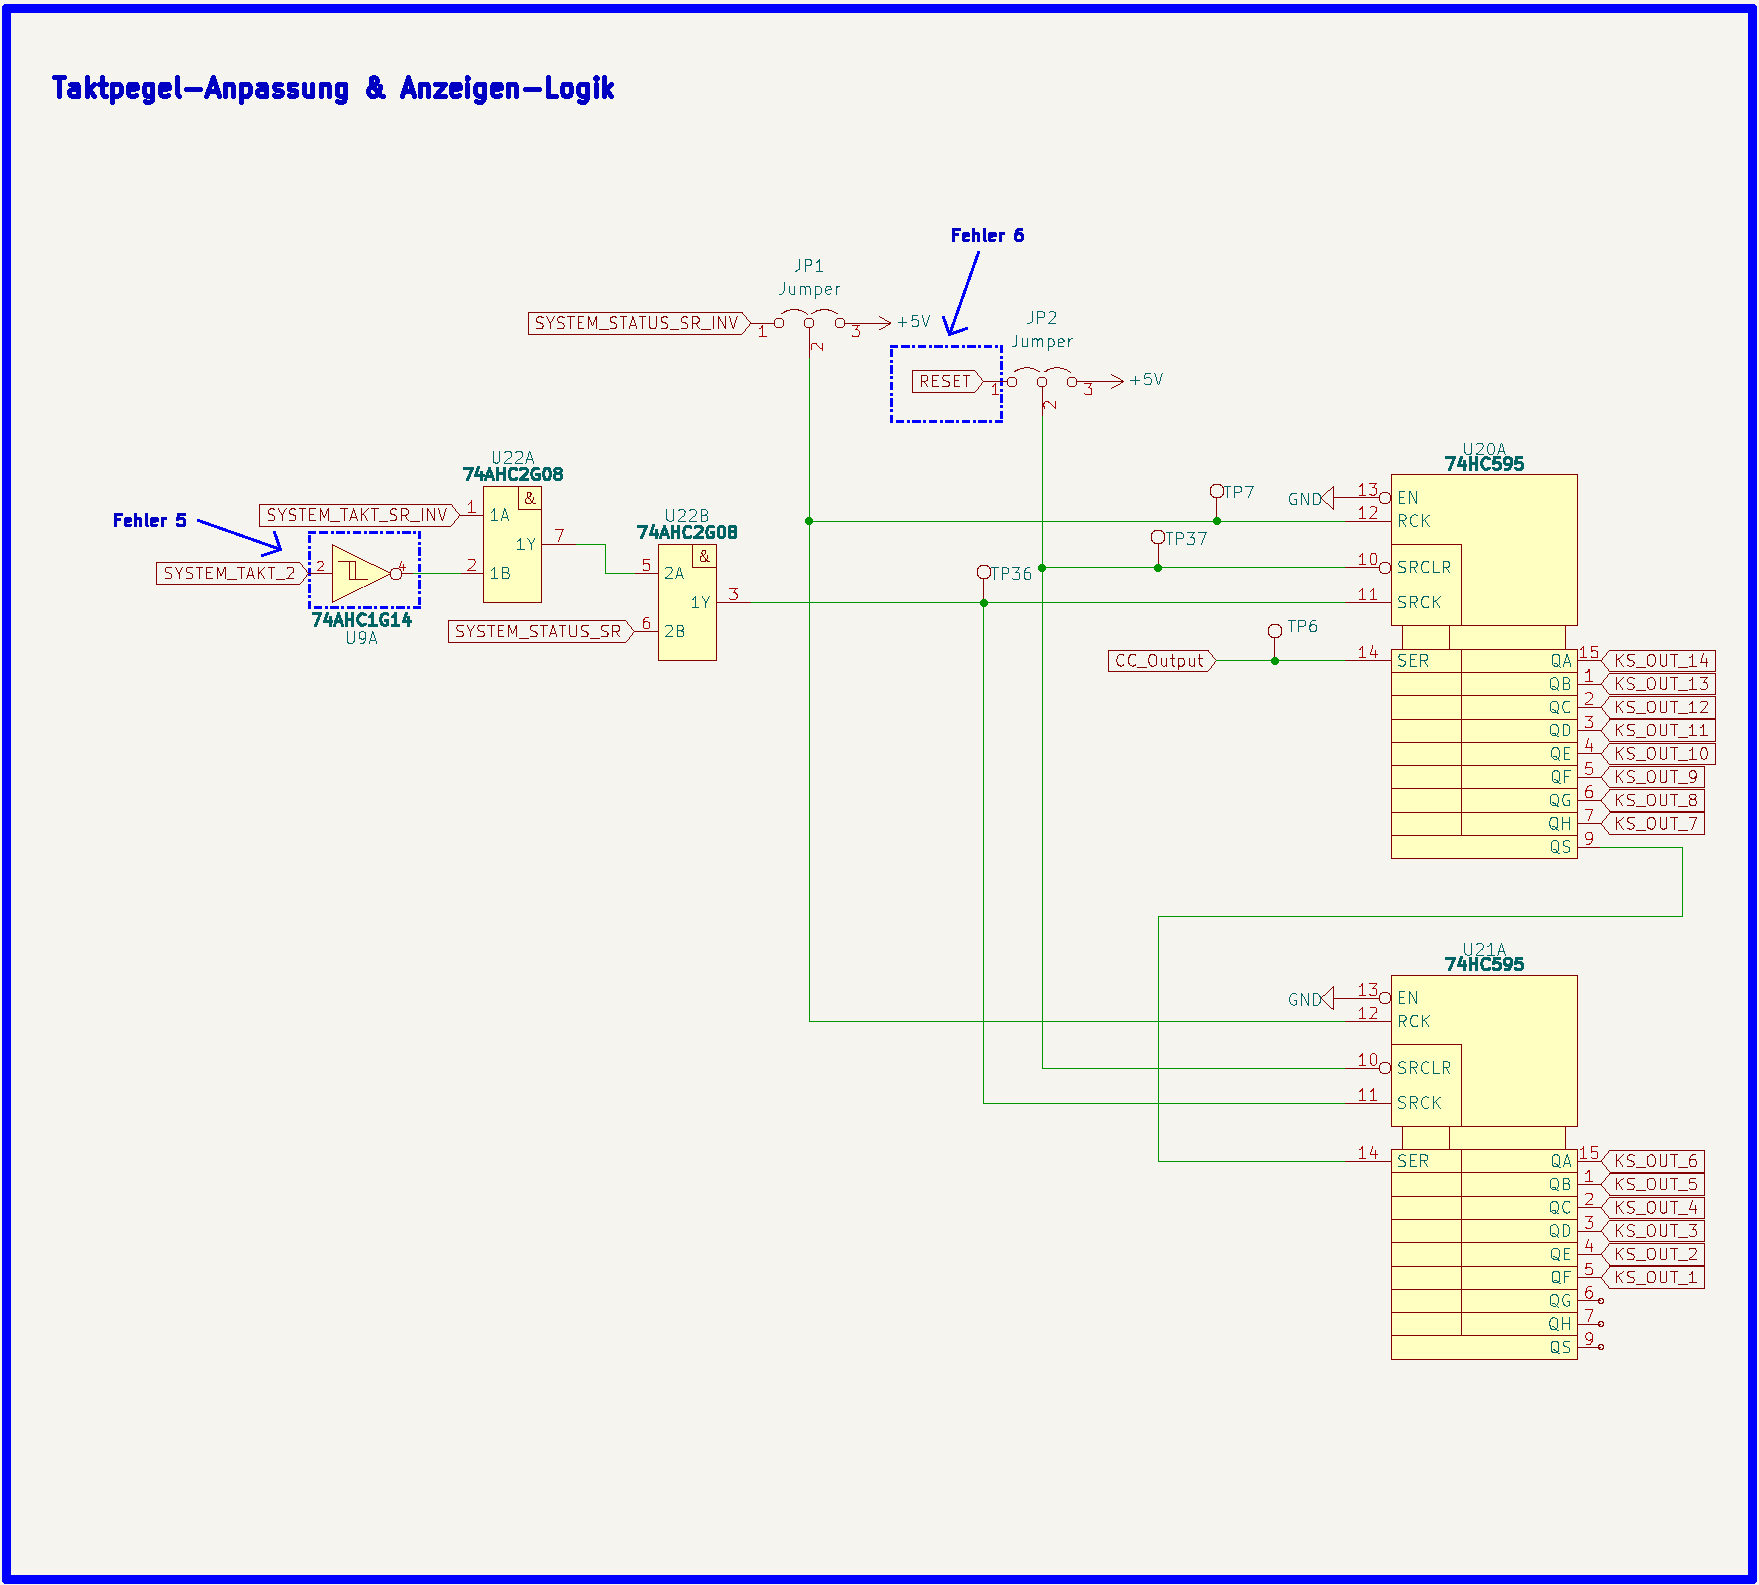 Taktpegel-Anpassung & Anzeigen-Logik
Fehler 6
JP1
Jumper
SYSTEM_STATUS_SR_INV
1
2
3
+5V
JP2
Jumper
RESET
1
2
3
+5V
Fehler 5
U22A
74AHC2G08
SYSTEM_TAKT_SR_INV
1
1A
&
1Y
7
SYSTEM_TAKT_2
2
4
2
1B
74AHC1G14
U9A
U22B
74AHC2G08
5
2A
&
1Y
3
SYSTEM_STATUS_SR
6
2B
TP7
TP37
TP36
TP6
CC_Output
U20A
74HC595
GND
13
EN
12
RCK
10
SRCLR
11
SRCK
14
SER
QA
15
KS_OUT_14
QB
1
KS_OUT_13
QC
2
KS_OUT_12
QD
3
KS_OUT_11
QE
4
KS_OUT_10
QF
5
KS_OUT_9
QG
6
KS_OUT_8
QH
7
KS_OUT_7
QS
9
U21A
74HC595
GND
13
EN
12
RCK
10
SRCLR
11
SRCK
14
SER
QA
15
KS_OUT_6
QB
1
KS_OUT_5
QC
2
KS_OUT_4
QD
3
KS_OUT_3
QE
4
KS_OUT_2
QF
5
KS_OUT_1
QG
6
QH
7
QS
9